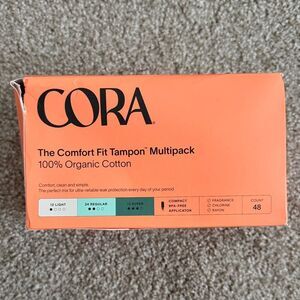 CORA
The Comfort Fit Tampon™ Multipack
100% Organic Cotton
Comfort, clean and simple.
The perfect mix for ultra-reliable leak protection every day of your period
12 LIGHT
24 REGULAR
12 SUPER
COMPACT
BPA-FREE
APPLICATOR
FRAGRANCE
CHLORINE
RAYON
COUNT
48